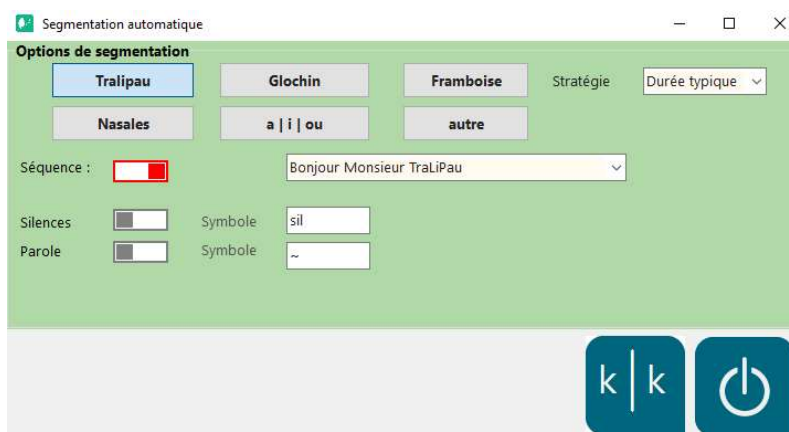 Segmentation automatique
Options de segmentation
Tralipau Glochin Framboise Stratégie Durée typique
Nasales a | i | ou autre
Séquence : Bonjour Monsieur TraLiPau
Silences Symbole sil
Parole Symbole ~
k | k